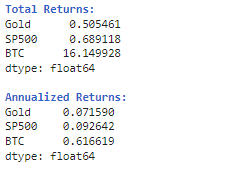 Total Returns:
Gold 0.505461
SP500 0.689118
BTC 16.149928
dtype: float64
Annualized Returns:
Gold 0.071590
SP500 0.092642
BTC 0.616619
dtype: float64